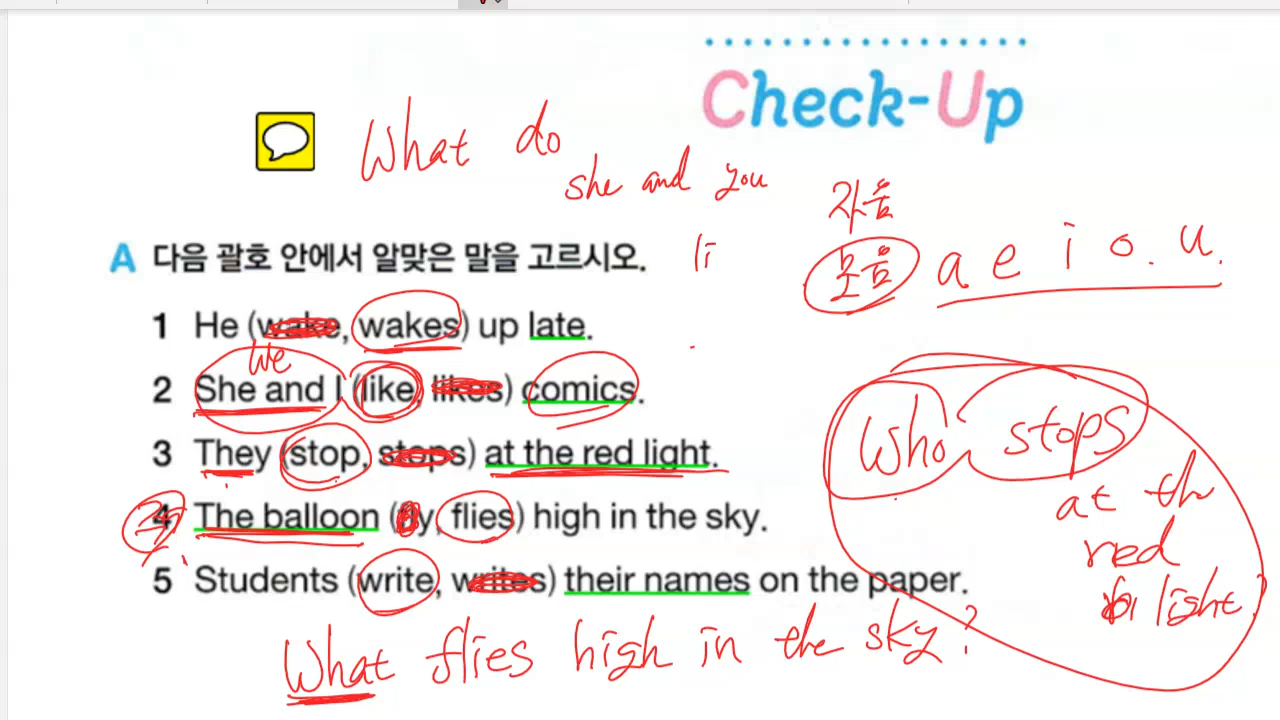 Check-Up
What do
she and you
li
자음
모음 a e i o. u.
A 다음 괄호 안에서 알맞은 말을 고르시오.
1 He (wake, wakes) up late.
we
2 She and I (like, likes) comics.
3 They (stop, stops) at the red light.
4 The balloon (fly, flies) high in the sky.
5 Students (write, writes) their names on the paper.
Who stops
at the
red
light?
What flies high in the sky?